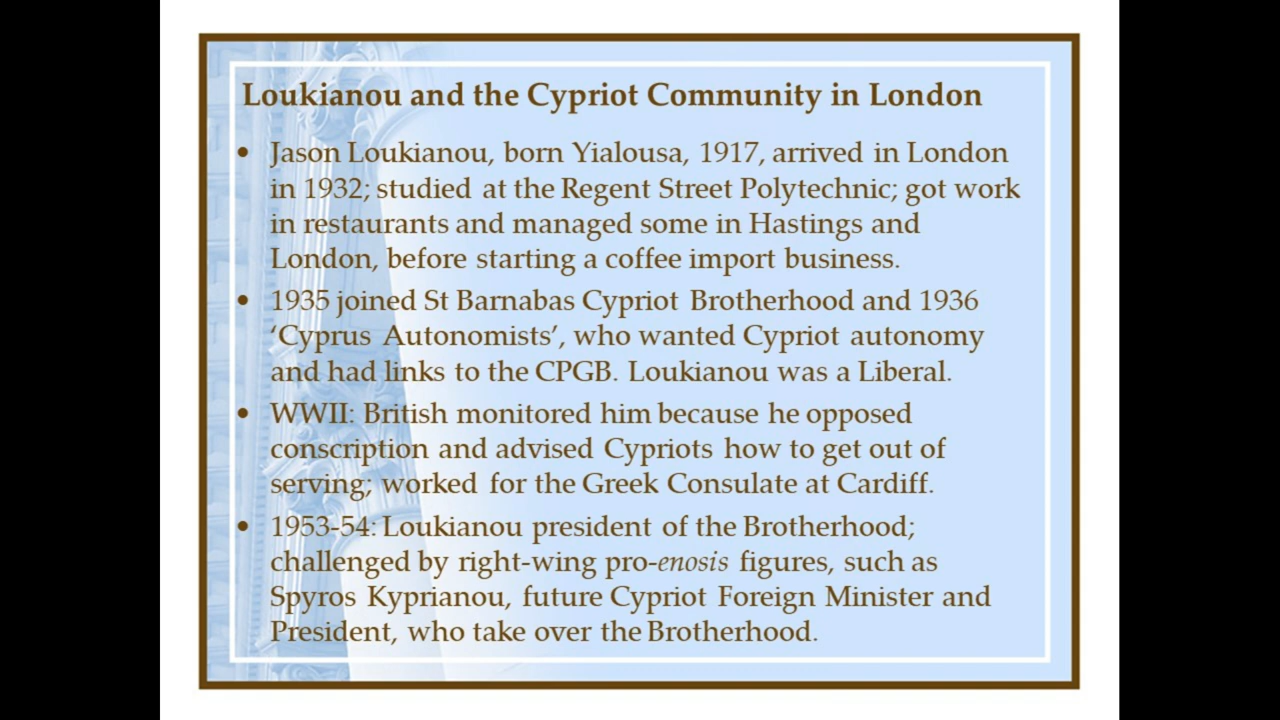 Loukianou and the Cypriot Community in London
• Jason Loukianou, born Yialousa, 1917, arrived in London
in 1932; studied at the Regent Street Polytechnic; got work
in restaurants and managed some in Hastings and
London, before starting a coffee import business.
• 1935 joined St Barnabas Cypriot Brotherhood and 1936
‘Cyprus Autonomists’, who wanted Cypriot autonomy
and had links to the CPGB. Loukianou was a Liberal.
• WWII: British monitored him because he opposed
conscription and advised Cypriots how to get out of
serving; worked for the Greek Consulate at Cardiff.
• 1953-54: Loukianou president of the Brotherhood;
challenged by right-wing pro-enosis figures, such as
Spyros Kyprianou, future Cypriot Foreign Minister and
President, who take over the Brotherhood.